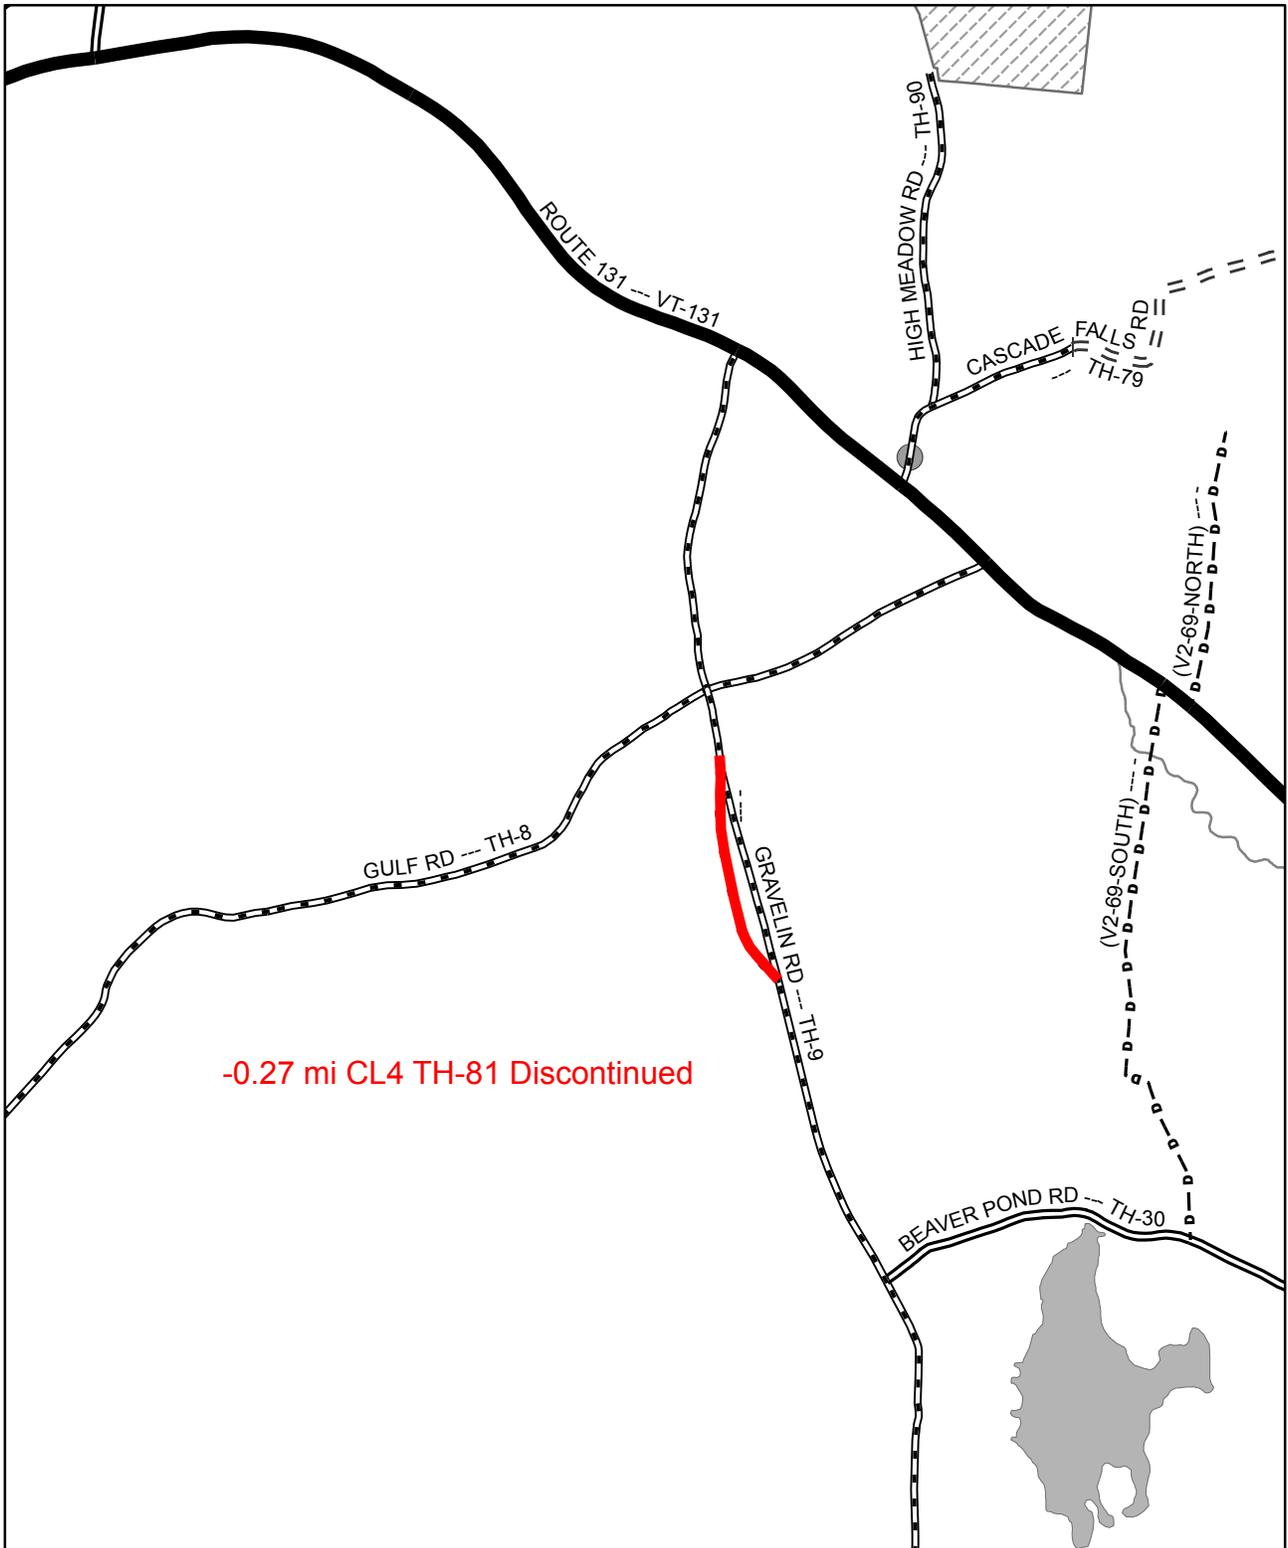 HIGH MEADOW RD --- TH-90
ROUTE 131 --- VT-131
CASCADE FALLS RD
--- TH-79
(V2-69-NORTH) ----
(V2-69-SOUTH) ----
GULF RD --- TH-8
---- GRAVELIN RD --- TH-9
-0.27 mi CL4 TH-81 Discontinued
BEAVER POND RD --- TH-30
D D D D D D D
D D D D D D D D D D D D D